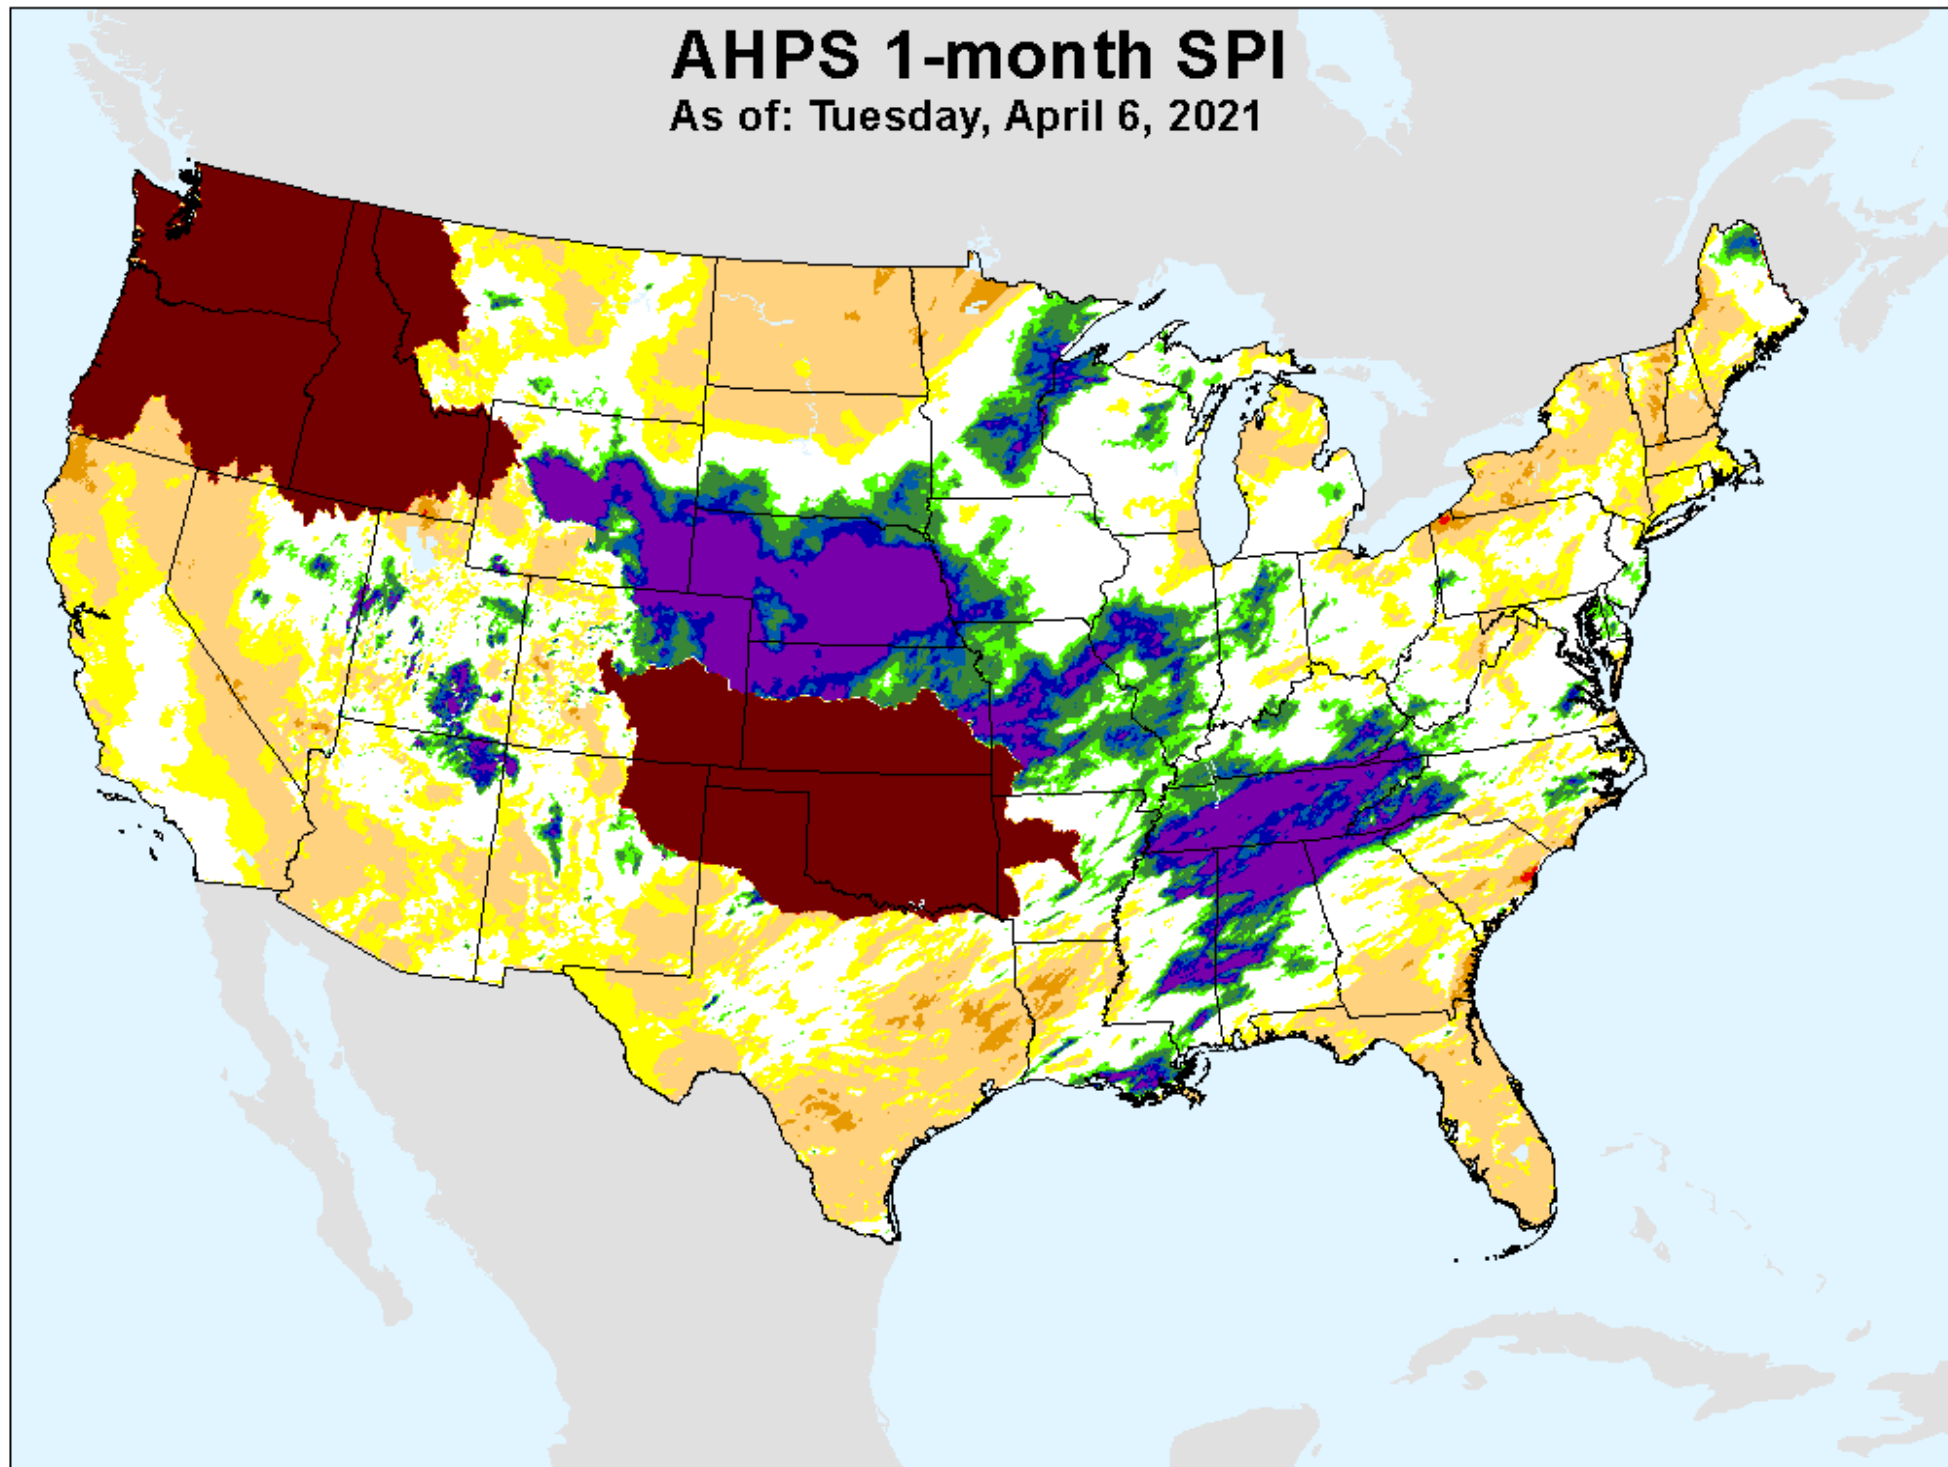 AHPS 1-month SPI
As of: Tuesday, April 6, 2021